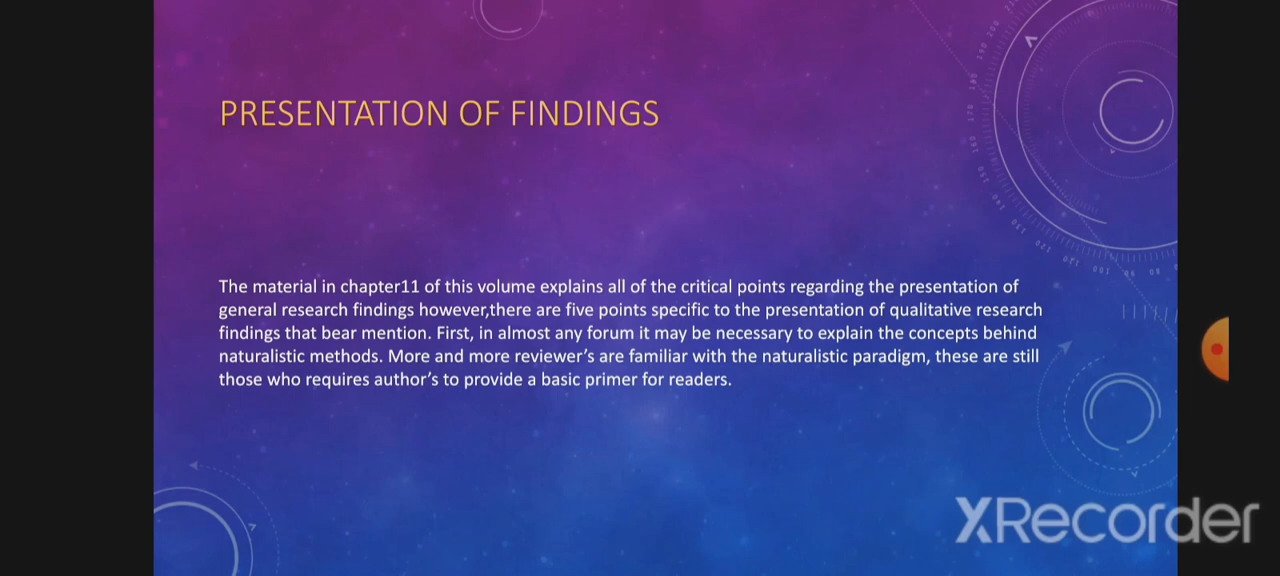 PRESENTATION OF FINDINGS
The material in chapter11 of this volume explains all of the critical points regarding the presentation of
general research findings however,there are five points specific to the presentation of qualitative research
findings that bear mention. First, in almost any forum it may be necessary to explain the concepts behind
naturalistic methods. More and more reviewer’s are familiar with the naturalistic paradigm, these are still
those who requires author’s to provide a basic primer for readers.
XRecorder